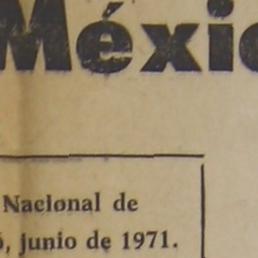 Méxic
Nacional de
ó, junio de 1971.